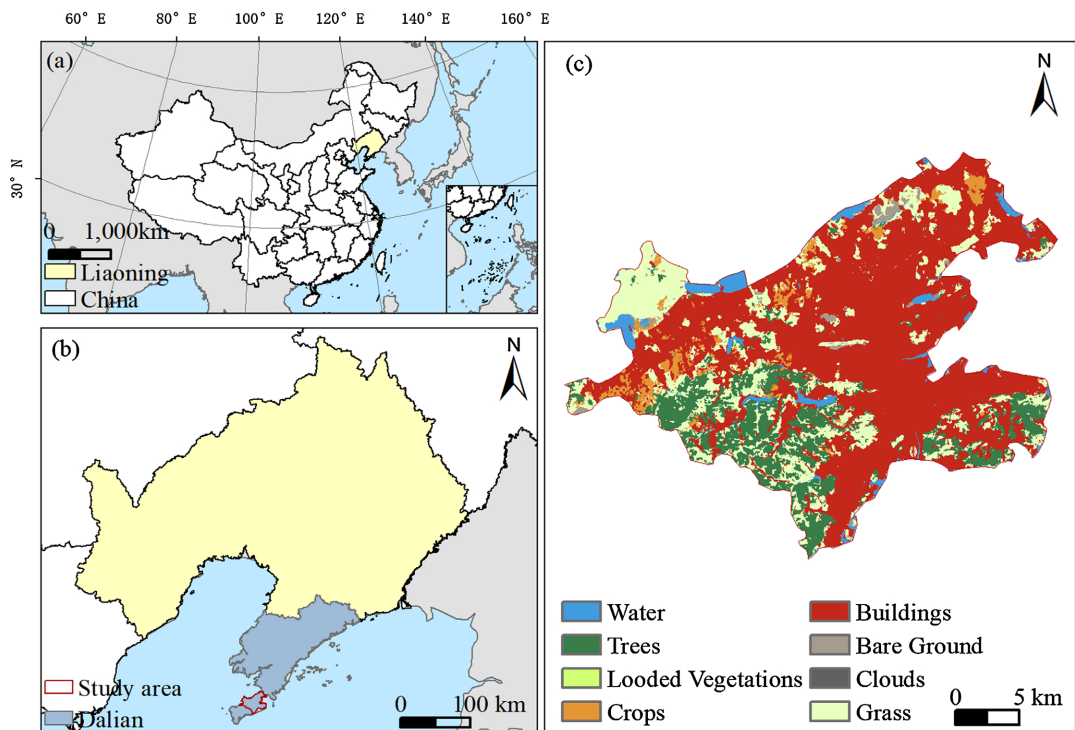 60° E 80° E 100° E 120° E 140° E 160° E
(a)
30° N
0 1,000km
Liaoning
China
(b)
N
Study area
Dalian
0 100 km
(c)
N
Water
Trees
Looded Vegetations
Crops
Buildings
Bare Ground
Clouds
Grass
0 5 km